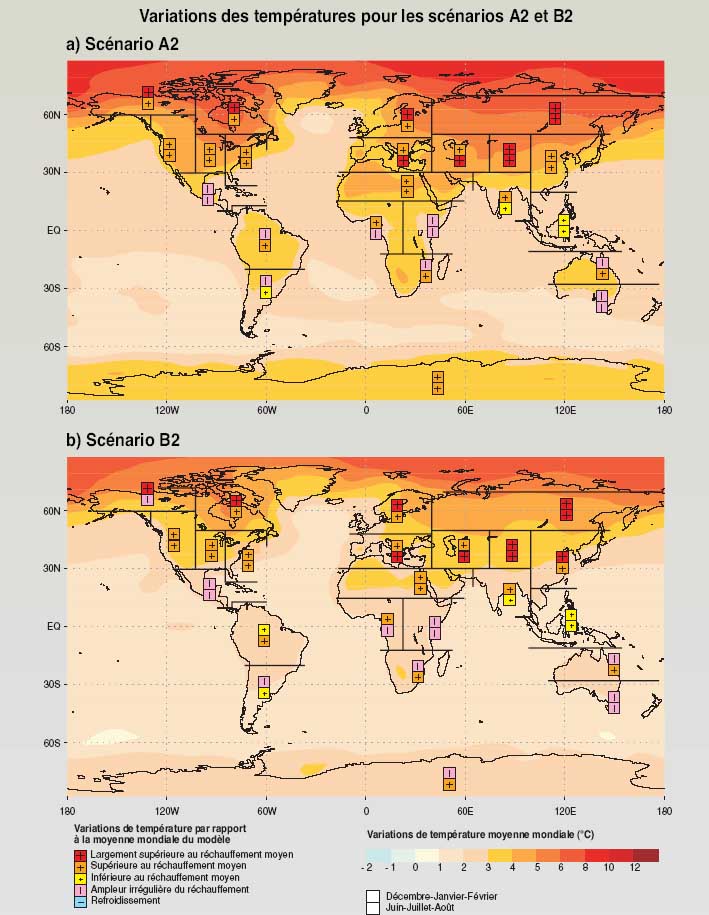 Variations des températures pour les scénarios A2 et B2
a) Scénario A2
60N
30N
EQ
30S
60S
180 120W 60W 0 60E 120E 180
b) Scénario B2
60N
30N
EQ
30S
60S
180 120W 60W 0 60E 120E 180
Variations de température par rapport
à la moyenne mondiale du modèle
Largement supérieure au réchauffement moyen
Supérieure au réchauffement moyen
Inférieure au réchauffement moyen
Ampleur irrégulière du réchauffement
Refroidissement
Variations de température moyenne mondiale (°C)
- 2 - 1 0 1 2 3 4 5 6 8 10 12
Décembre-Janvier-Février
Juin-Juillet-Août